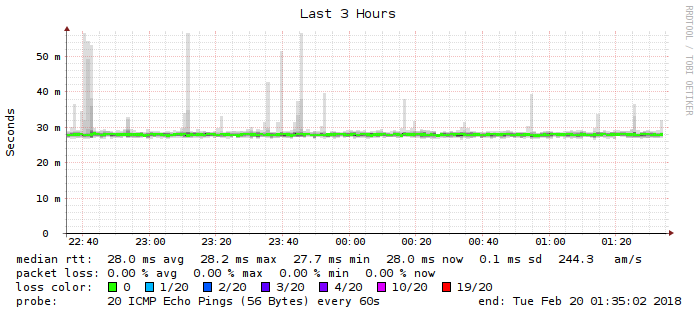 Last 3 Hours
RRDTOOL / TOBI OETIKER
Seconds
50 m
40 m
30 m
20 m
10 m
0
22:40 23:00 23:20 23:40 00:00 00:20 00:40 01:00 01:20
median rtt: 28.0 ms avg 28.2 ms max 27.7 ms min 28.0 ms now 0.1 ms sd 244.3 am/s
packet loss: 0.00 % avg 0.00 % max 0.00 % min 0.00 % now
loss color: 0 1/20 2/20 3/20 4/20 10/20 19/20
probe: 20 ICMP Echo Pings (56 Bytes) every 60s end: Tue Feb 20 01:35:02 2018